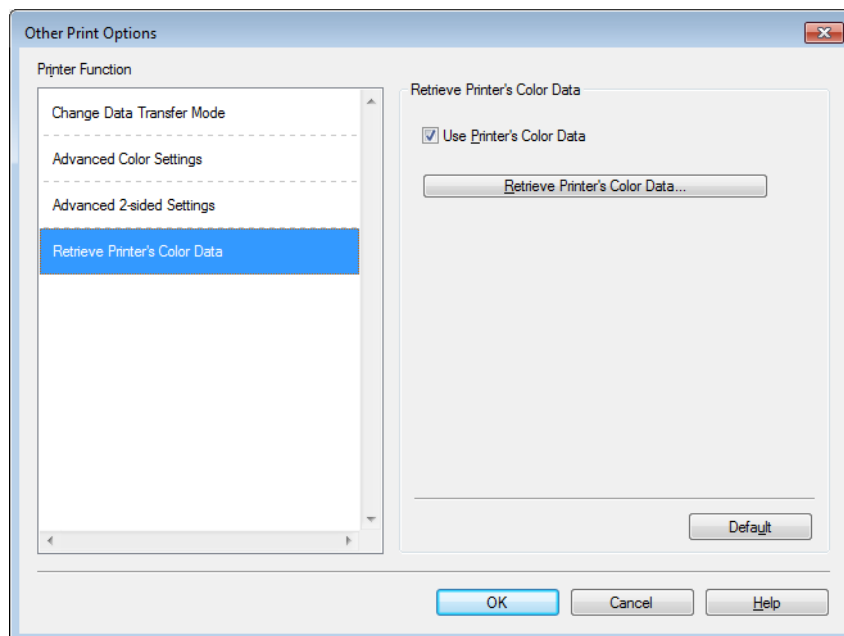 Other Print Options
Printer Function
Change Data Transfer Mode
Advanced Color Settings
Advanced 2-sided Settings
Retrieve Printer's Color Data
Retrieve Printer's Color Data
Use Printer's Color Data
Retrieve Printer's Color Data...
Default
OK
Cancel
Help